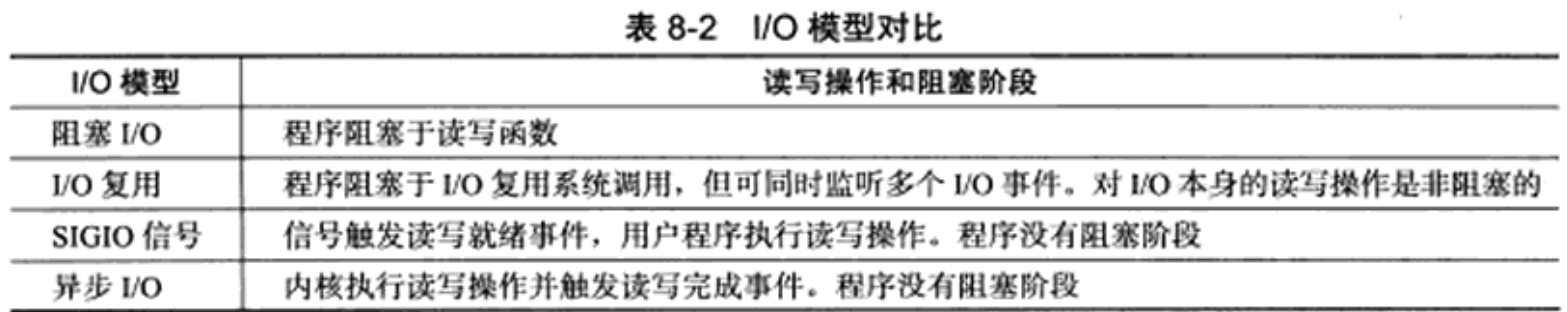 表 8-2 I/O 模型对比
I/O 模型 读写操作和阻塞阶段
阻塞 I/O 程序阻塞于读写函数
I/O 复用 程序阻塞于 I/O 复用系统调用，但可同时监听多个 I/O 事件。对 I/O 本身的读写操作是非阻塞的
SIGIO 信号 信号触发读写就绪事件，用户程序执行读写操作。程序没有阻塞阶段
异步 I/O 内核执行读写操作并触发读写完成事件。程序没有阻塞阶段